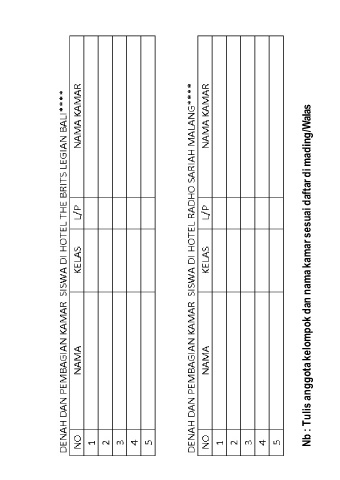 DENAH DAN PEMBAGIAN KAMAR SISWA DI HOTEL THE BRITS LEGIAN BALI****
NO NAMA KELAS L/P NAMA KAMAR
1
2
3
4
5
DENAH DAN PEMBAGIAN KAMAR SISWA DI HOTEL RADHO SARIAH MALANG****
NO NAMA KELAS L/P NAMA KAMAR
1
2
3
4
5
Nb : Tulis anggota kelompok dan nama kamar sesuai daftar di mading/Walas